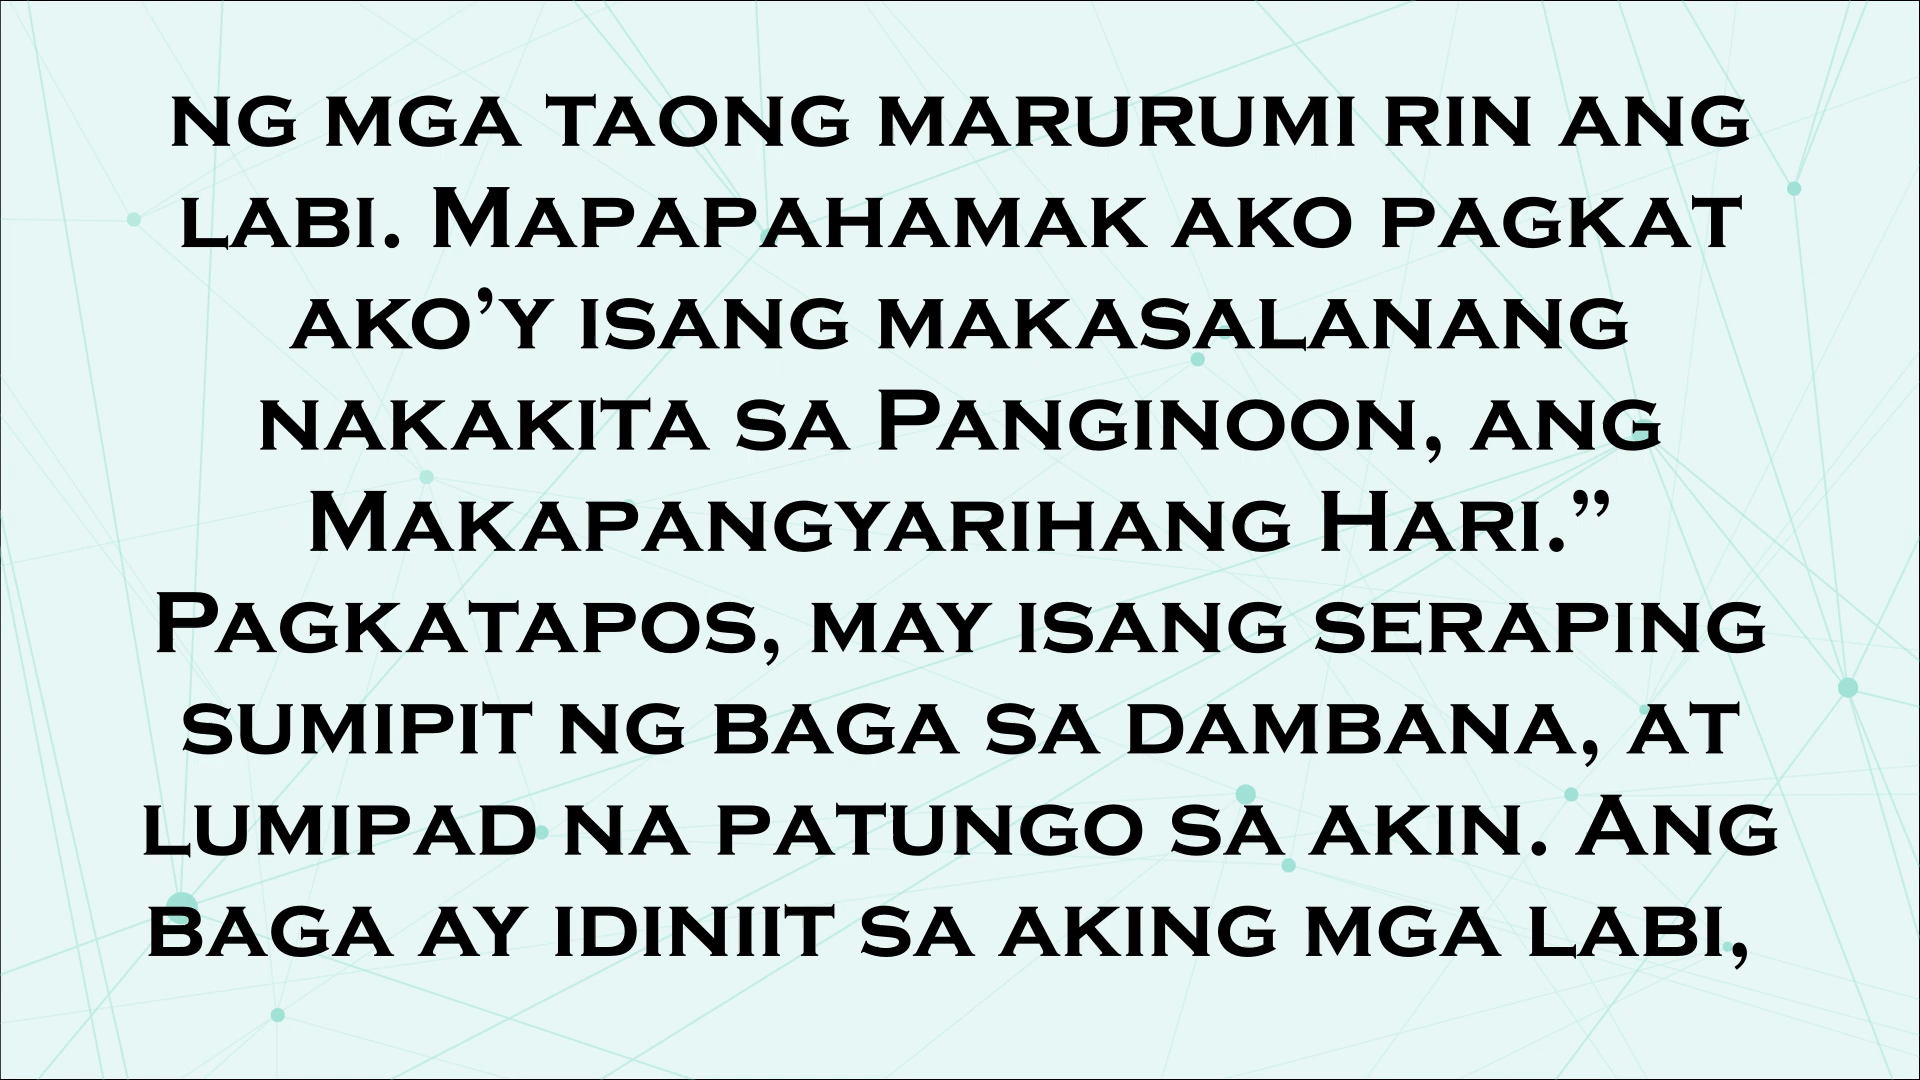 ng mga taong marurumi rin ang
labi. Mapapahamak ako pagkat
ako’y isang makasalanang
nakakita sa Panginoon, ang
Makapangyarihang Hari.”
Pagkatapos, may isang seraping
sumipit ng baga sa dambana, at
lumipad na patungo sa akin. Ang
baga ay idiniit sa aking mga labi,